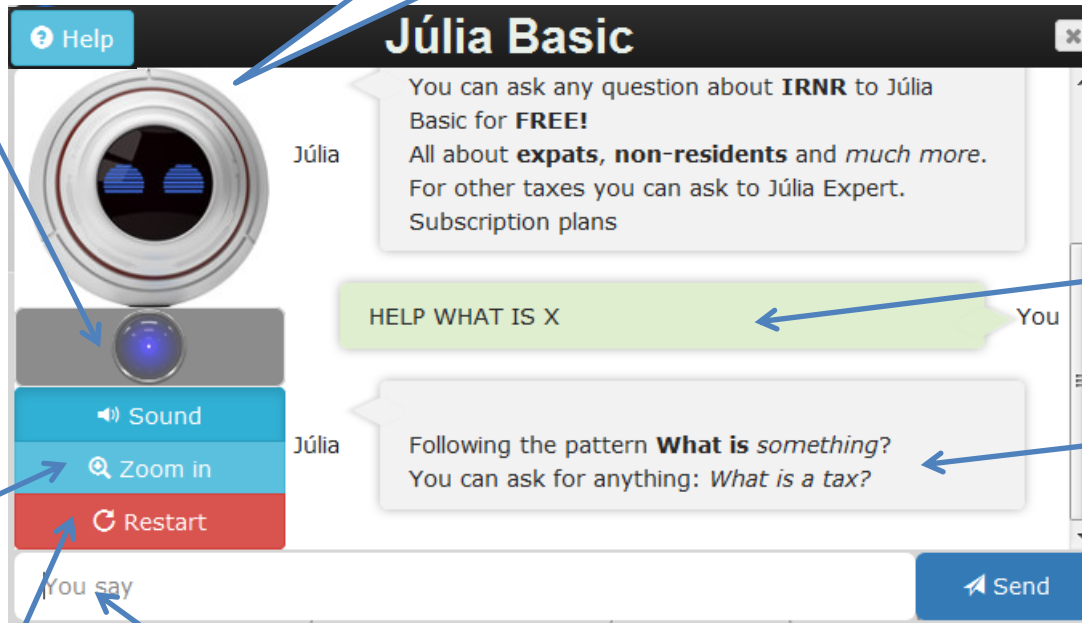 Help
Júlia Basic
Júlia
You can ask any question about IRNR to Júlia
Basic for FREE!
All about expats, non-residents and much more.
For other taxes you can ask to Júlia Expert.
Subscription plans
HELP WHAT IS X
You
Sound
Zoom in
Restart
Júlia
Following the pattern What is something?
You can ask for anything: What is a tax?
You say
Send